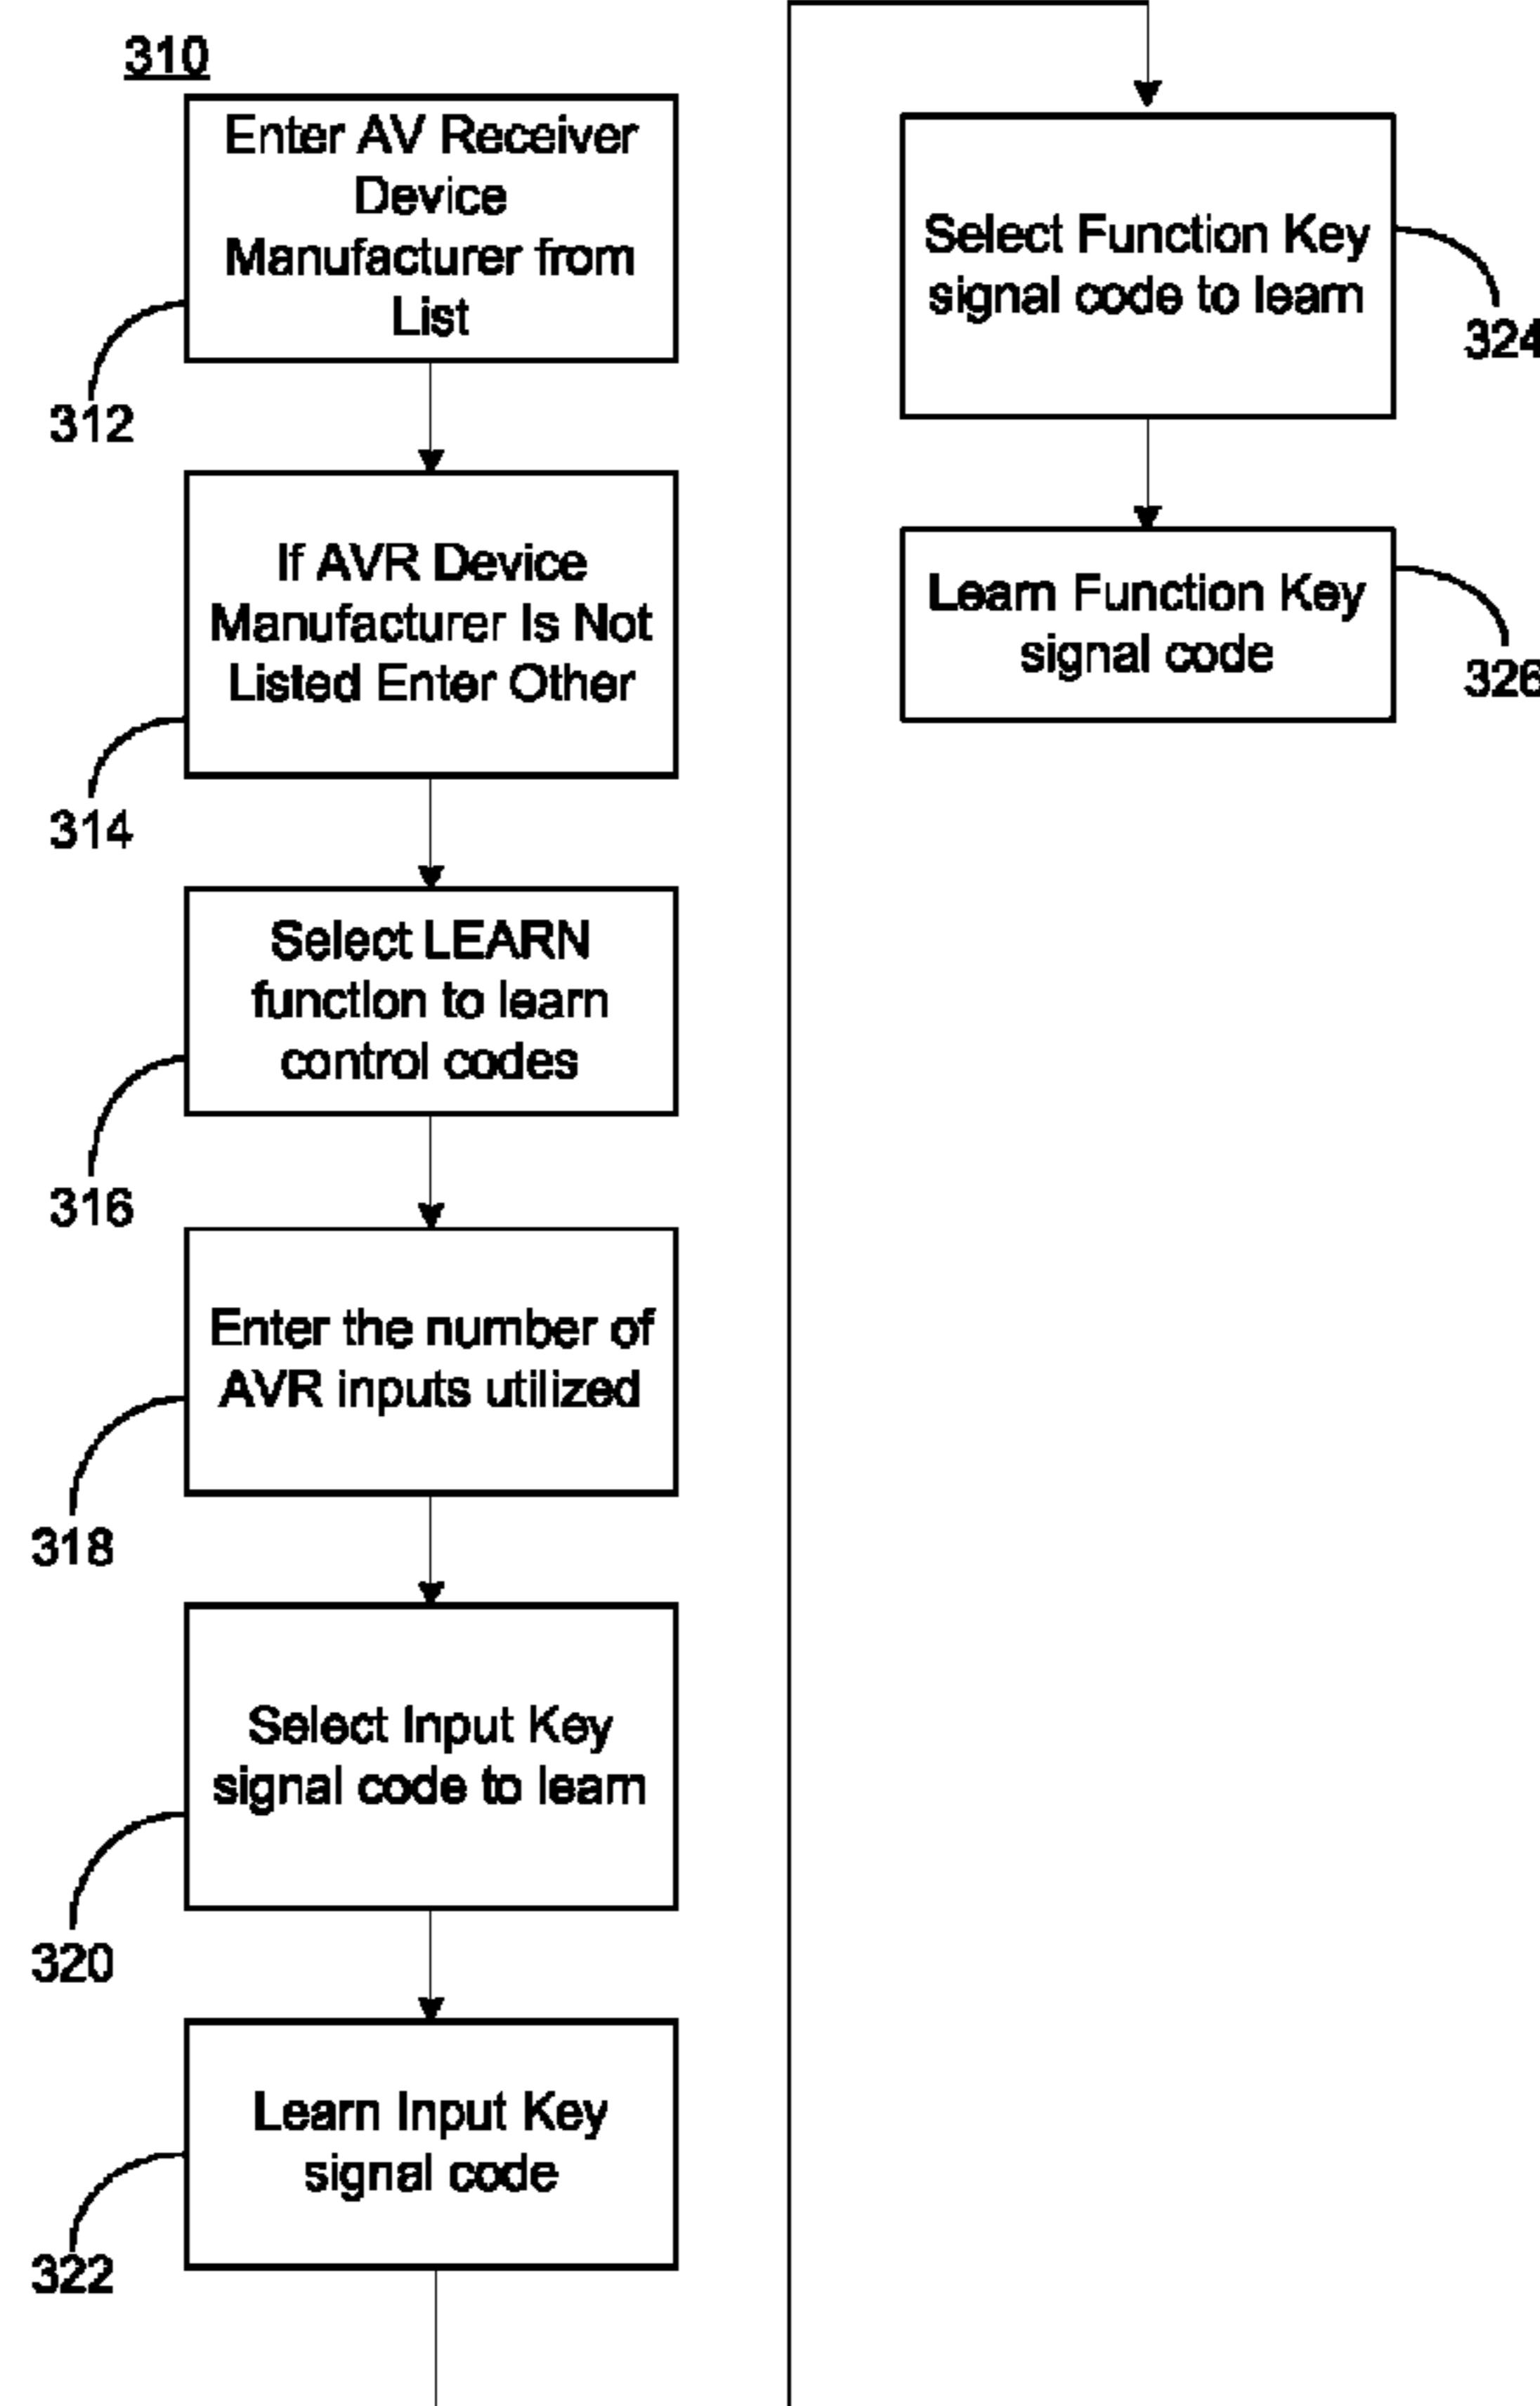 310
Enter AV Receiver
Device
Manufacturer from
List
312
If AVR Device
Manufacturer Is Not
Listed Enter Other
314
Select LEARN
function to learn
control codes
316
Enter the number of
AVR inputs utilized
318
Select Input Key
signal code to learn
320
Learn Input Key
signal code
322
Select Function Key
signal code to learn
324
Learn Function Key
signal code
326